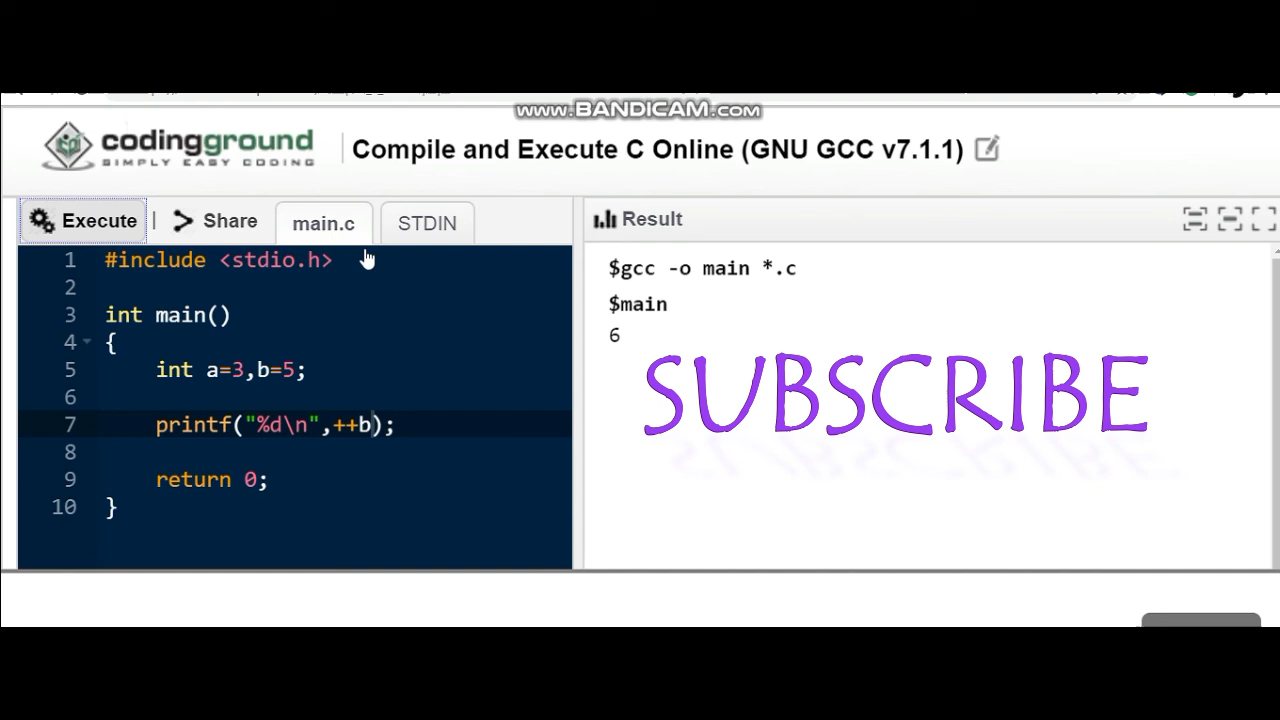 www.BANDICAM.com
codingground
SIMPLY EASY CODING
Compile and Execute C Online (GNU GCC v7.1.1)
Execute | Share main.c STDIN
Result
1 #include <stdio.h>
2
3 int main()
4 {
5 int a=3,b=5;
6
7 printf("%d\n",++b);
8
9 return 0;
10 }
$gcc -o main *.c
$main
6
SUBSCRIBE